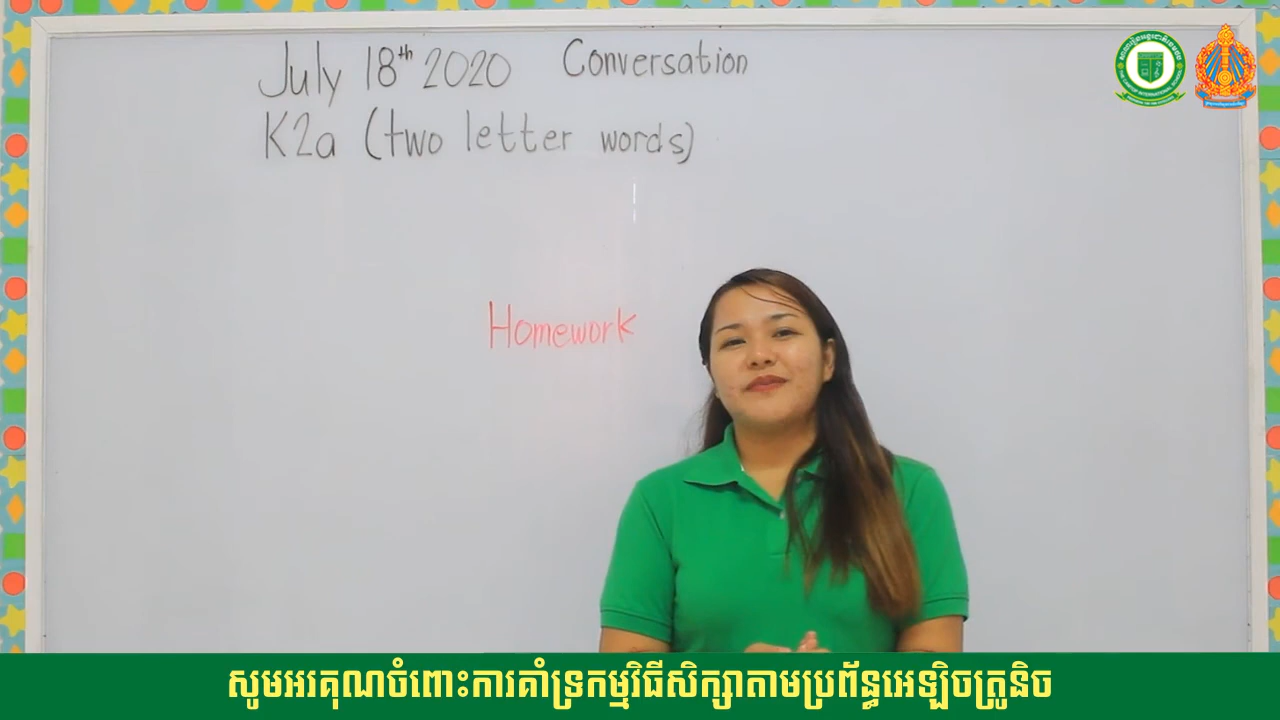 July 18th 2020 Conversation
K2a (two letter words)
Homework
សូមអរគុណចំពោះការគាំទ្រកម្មវិធីសិក្សាតាមប្រព័ន្ធអេឡិចត្រូនិច